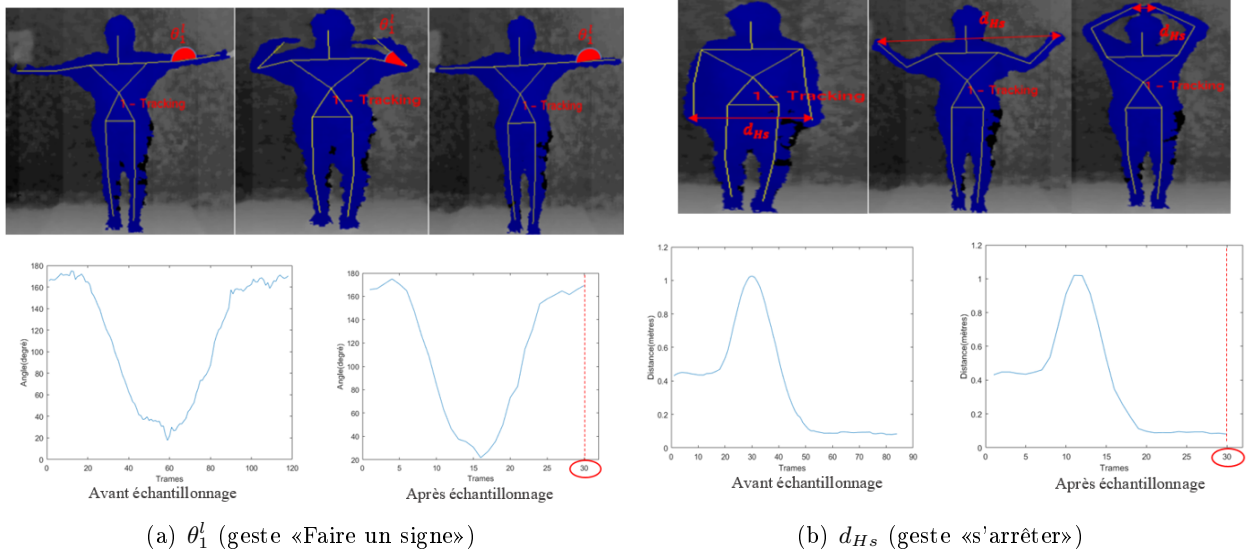 θ₁ˡ
θ₁ˡ
1 - Tracking
1 - Tracking
- Tracking
d_Hs
d_Hs
d_Hs
1 - Tracking
1 - Tracking
1 - Tracking
180
160
140
120
100
80
60
40
20
0
Angle(degré)
0 20 40 60 80 100 120
Trames
Avant échantillonnage
180
160
140
120
100
80
60
40
20
Angle(degré)
0 5 10 15 20 25 30
Trames
Après échantillonnage
1.2
1
0.8
0.6
0.4
0.2
0
Distance(mètres)
0 10 20 30 40 50 60 70 80 90
Trames
Avant échantillonnage
1.2
1
0.8
0.6
0.4
0.2
0
Distance(mètres)
0 5 10 15 20 25 30
Trames
Après échantillonnage
(a) θ₁ˡ (geste «Faire un signe»)
(b) d_Hs (geste «s'arrêter»)